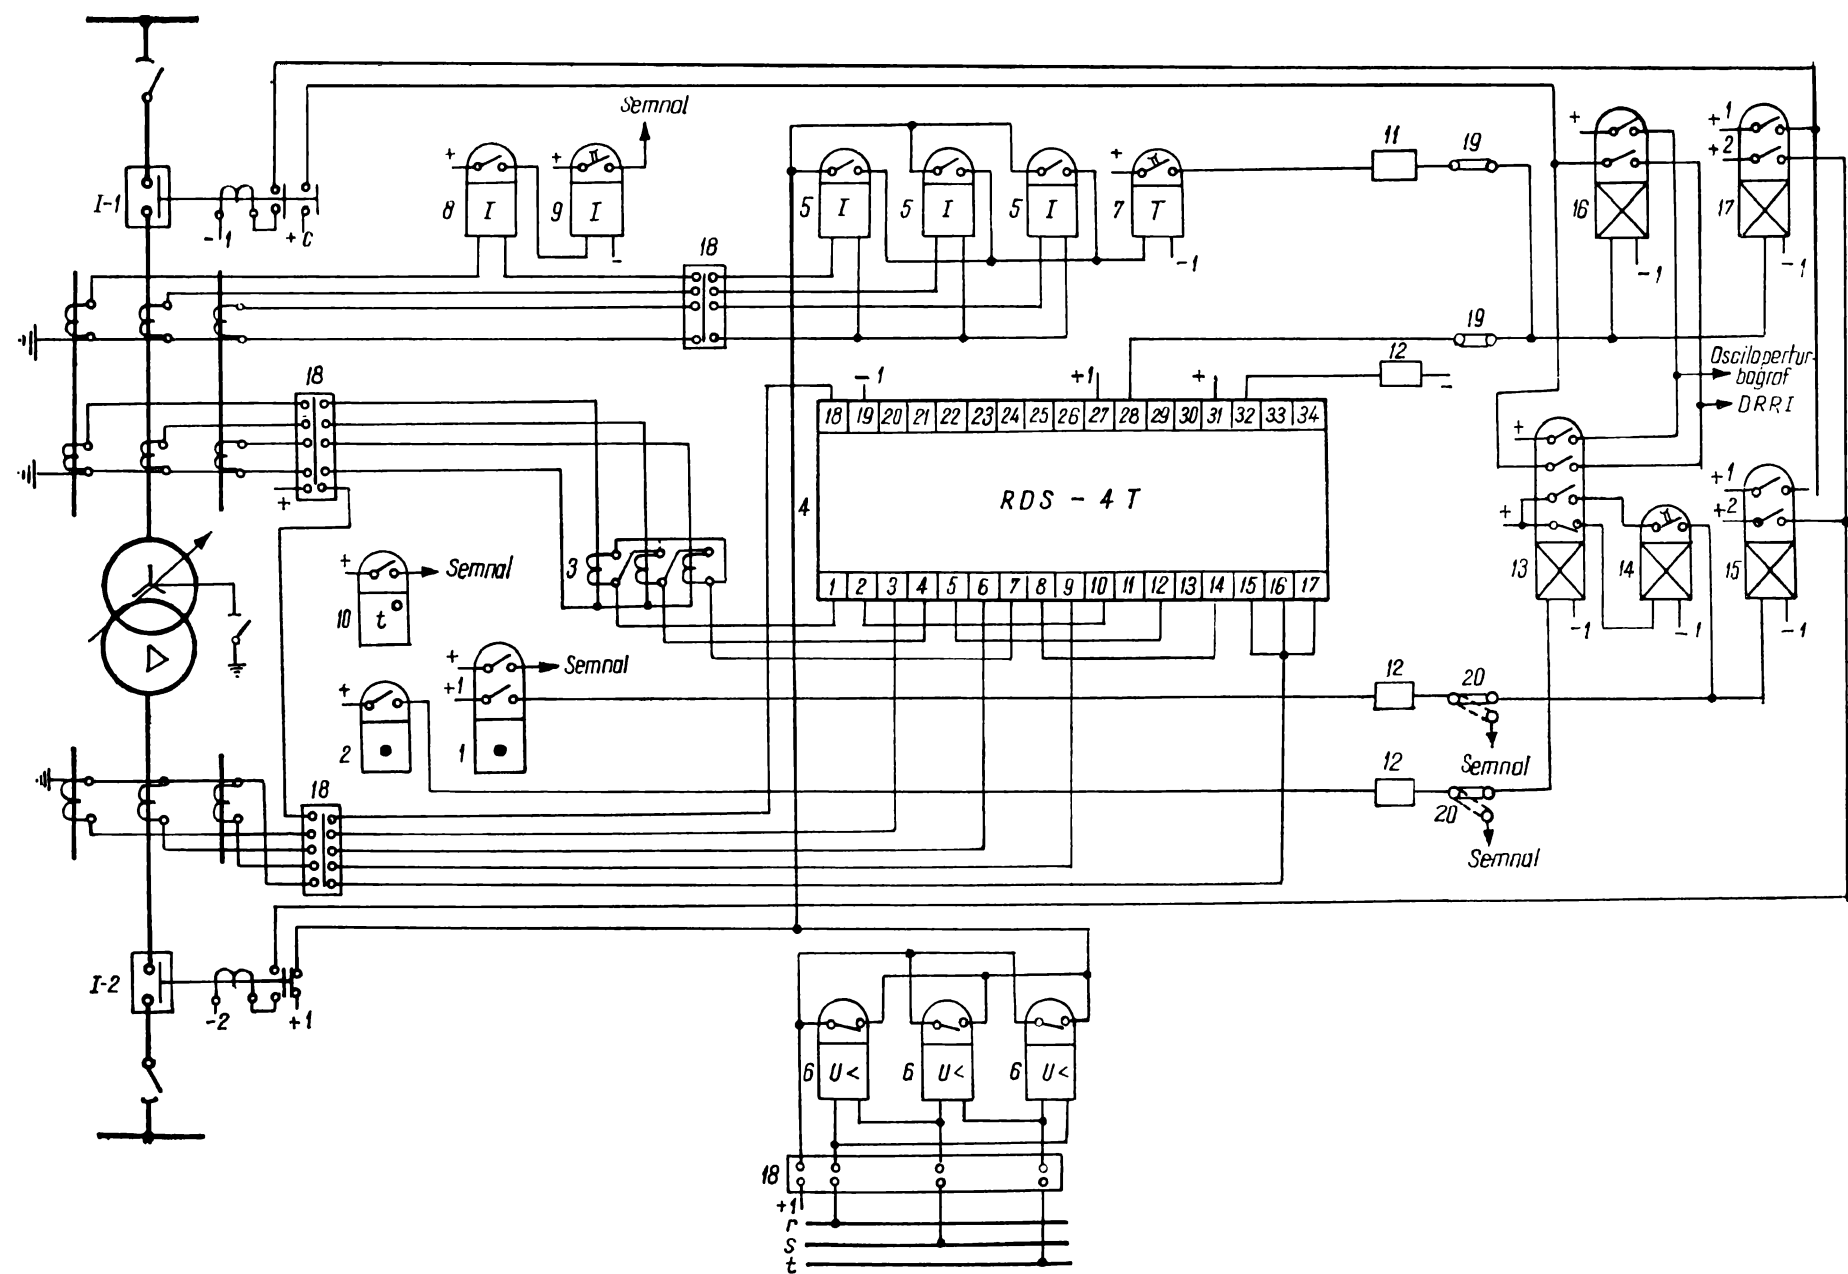 Semnal
+ + + + 11 19 + +1 +2
I-1 8 I 9 I 5 I 5 I 5 I 7 T 16 17
-1 +C - 18 -1 -1 -1
19
18 -1 +1 + 12 - Oscilopertur-
bograf
DRRI
18 19 20 21 22 23 24 25 26 27 28 29 30 31 32 33 34
+ +
4 RDS - 4 T +1 +2
+ Semnal 3 + 13 14 15
10 t 1 2 3 4 5 6 7 8 9 10 11 12 13 14 15 16 17
-1 -1 -1
+ Semnal
+ +1 12 20
2 1 Semnal
18 12 20
Semnal
I-2 -2 +1
6 U< 6 U< 6 U<
18
+1
r
s
t